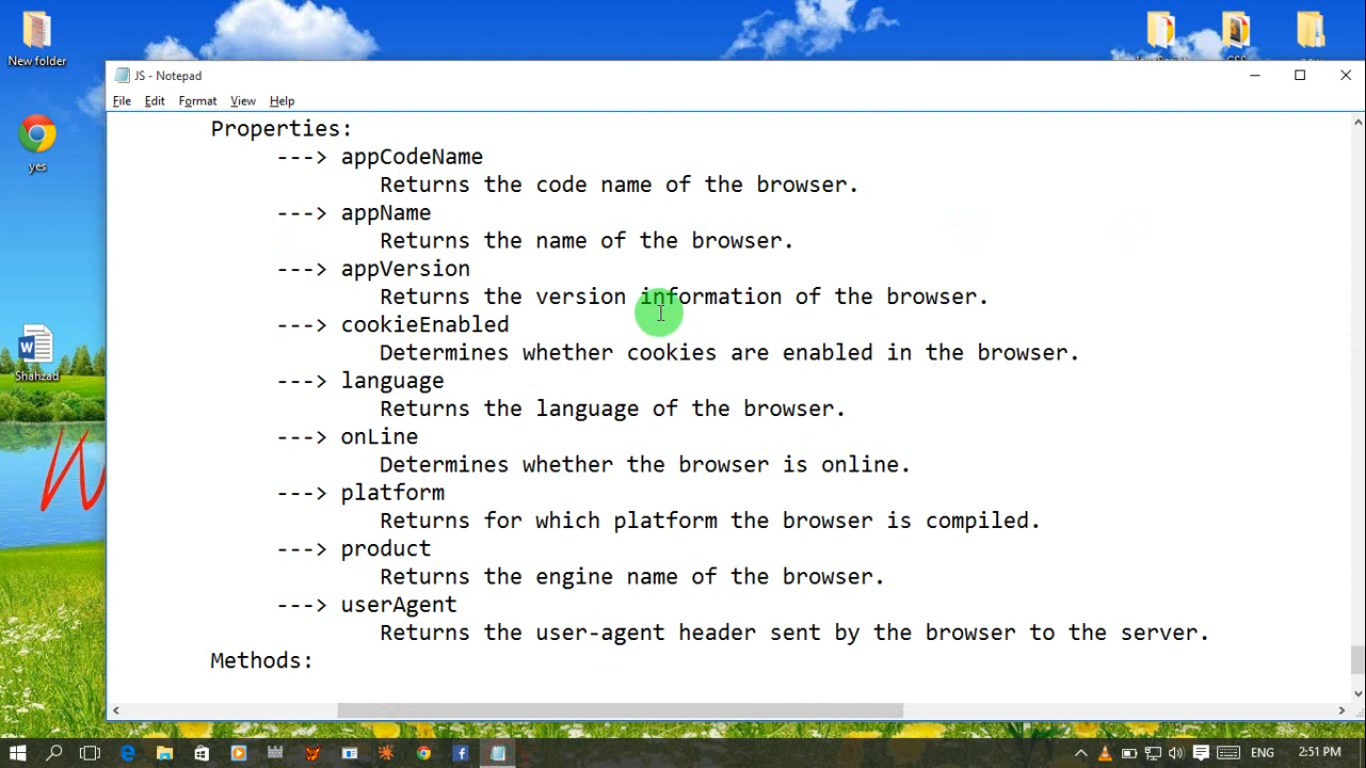 New folder
yes
Shahzad
JS - Notepad
File Edit Format View Help
Properties:
---> appCodeName
Returns the code name of the browser.
---> appName
Returns the name of the browser.
---> appVersion
Returns the version information of the browser.
---> cookieEnabled
Determines whether cookies are enabled in the browser.
---> language
Returns the language of the browser.
---> onLine
Determines whether the browser is online.
---> platform
Returns for which platform the browser is compiled.
---> product
Returns the engine name of the browser.
---> userAgent
Returns the user-agent header sent by the browser to the server.
Methods:
ENG
2:51 PM